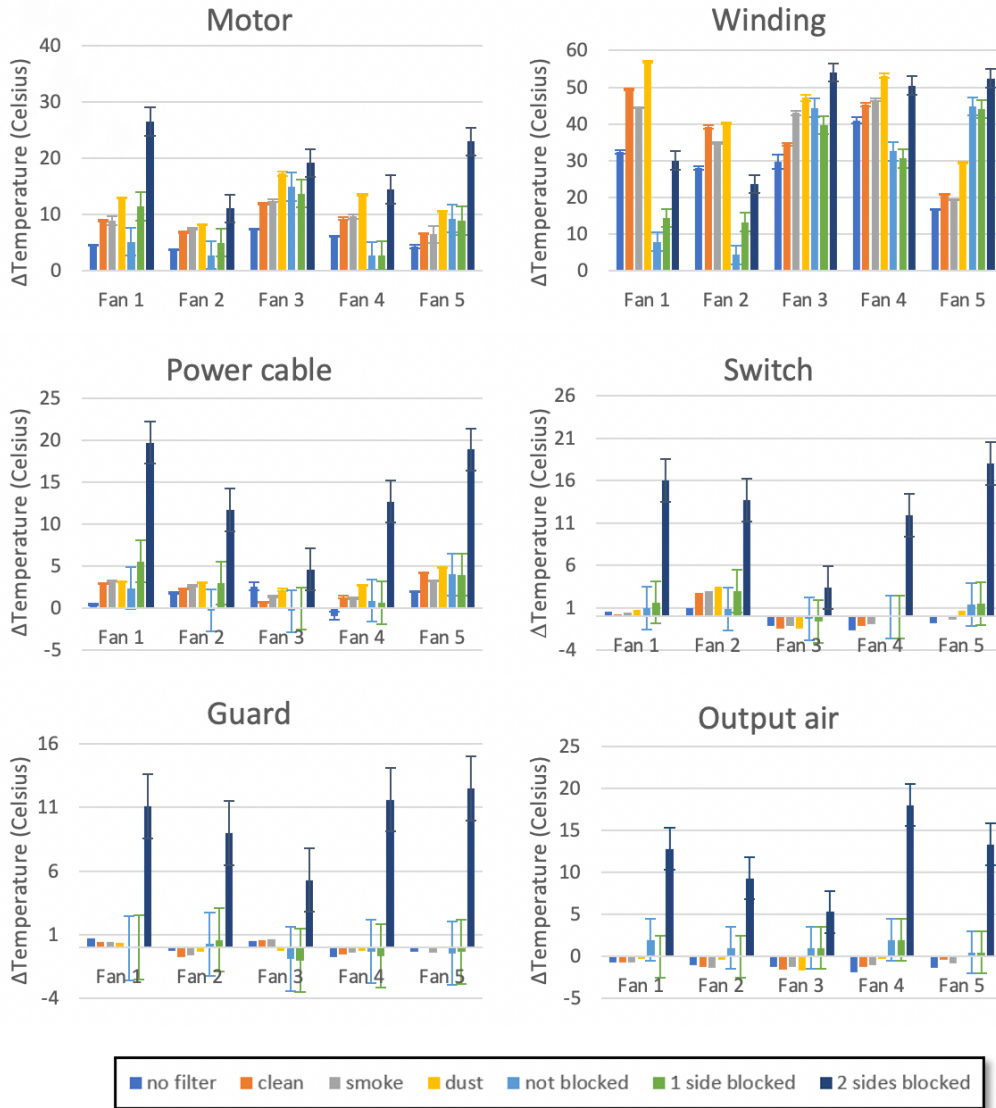 Motor
ΔTemperature (Celsius)
40
30
20
10
0
Fan 1 Fan 2 Fan 3 Fan 4 Fan 5
Winding
ΔTemperature (Celsius)
60
50
40
30
20
10
0
Fan 1 Fan 2 Fan 3 Fan 4 Fan 5
Power cable
ΔTemperature (Celsius)
25
20
15
10
5
0
-5
Fan 1 Fan 2 Fan 3 Fan 4 Fan 5
Switch
ΔTemperature (Celsius)
26
21
16
11
6
1
-4
Fan 1 Fan 2 Fan 3 Fan 4 Fan 5
Guard
ΔTemperature (Celsius)
16
11
6
1
-4
Fan 1 Fan 2 Fan 3 Fan 4 Fan 5
Output air
ΔTemperature (Celsius)
25
20
15
10
5
0
-5
Fan 1 Fan 2 Fan 3 Fan 4 Fan 5
no filter clean smoke dust not blocked 1 side blocked 2 sides blocked